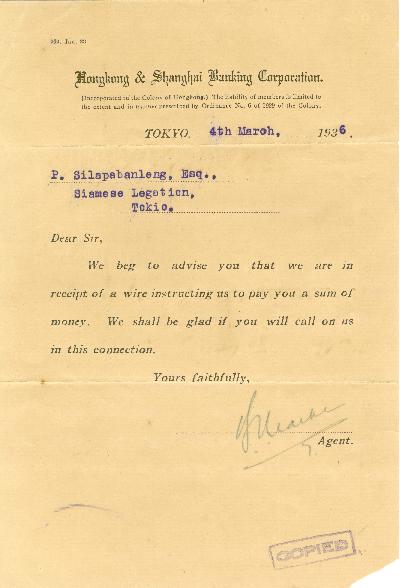 Hongkong & Shanghai Banking Corporation.
(Incorporated in the Colony of Hongkong.) The liability of members is limited to
the extent and in manner prescribed by Ordinance No. 6 of 1929 of the Colony.
TOKYO, 4th March, 1936.
P. Silapabanleng, Esq.,
Siamese Legation,
Tokio.
Dear Sir,
We beg to advise you that we are in
receipt of a wire instructing us to pay you a sum of
money. We shall be glad if you will call on us
in this connection.
Yours faithfully,
Agent.
COPIED